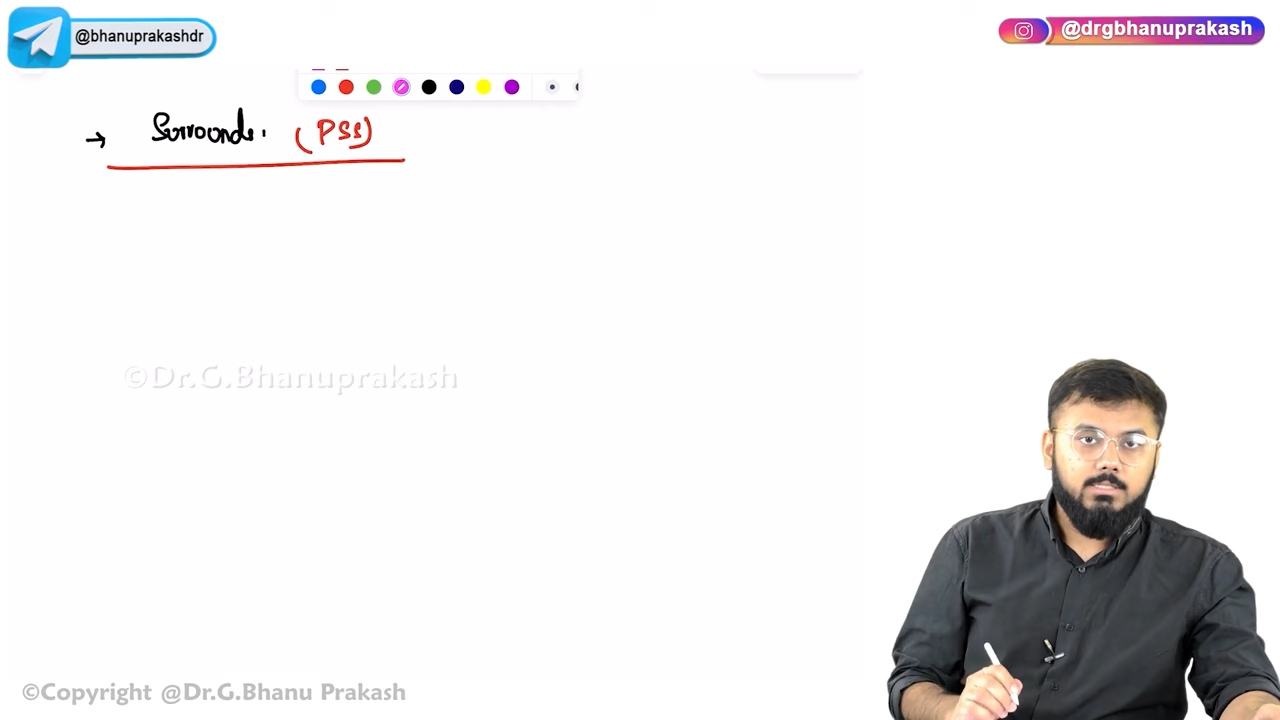 @bhanuprakashdr
@drgbhanuprakash
→ Surrounds. (PSS)
©Dr.G.Bhanuprakash
©Copyright @Dr.G.Bhanu Prakash